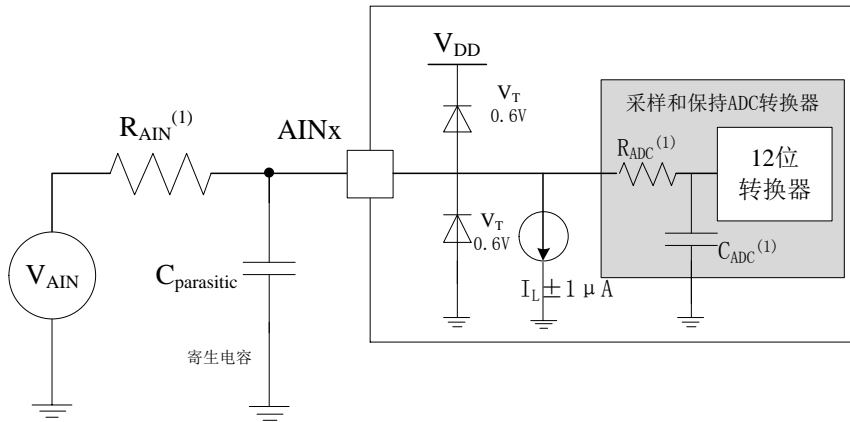 V_DD
V_T
0.6V
采样和保持ADC转换器
R_AIN^(1)
AINx
R_ADC^(1)
12位
转换器
V_T
0.6V
V_AIN
C_parasitic
C_ADC^(1)
I_L±1μA
寄生电容